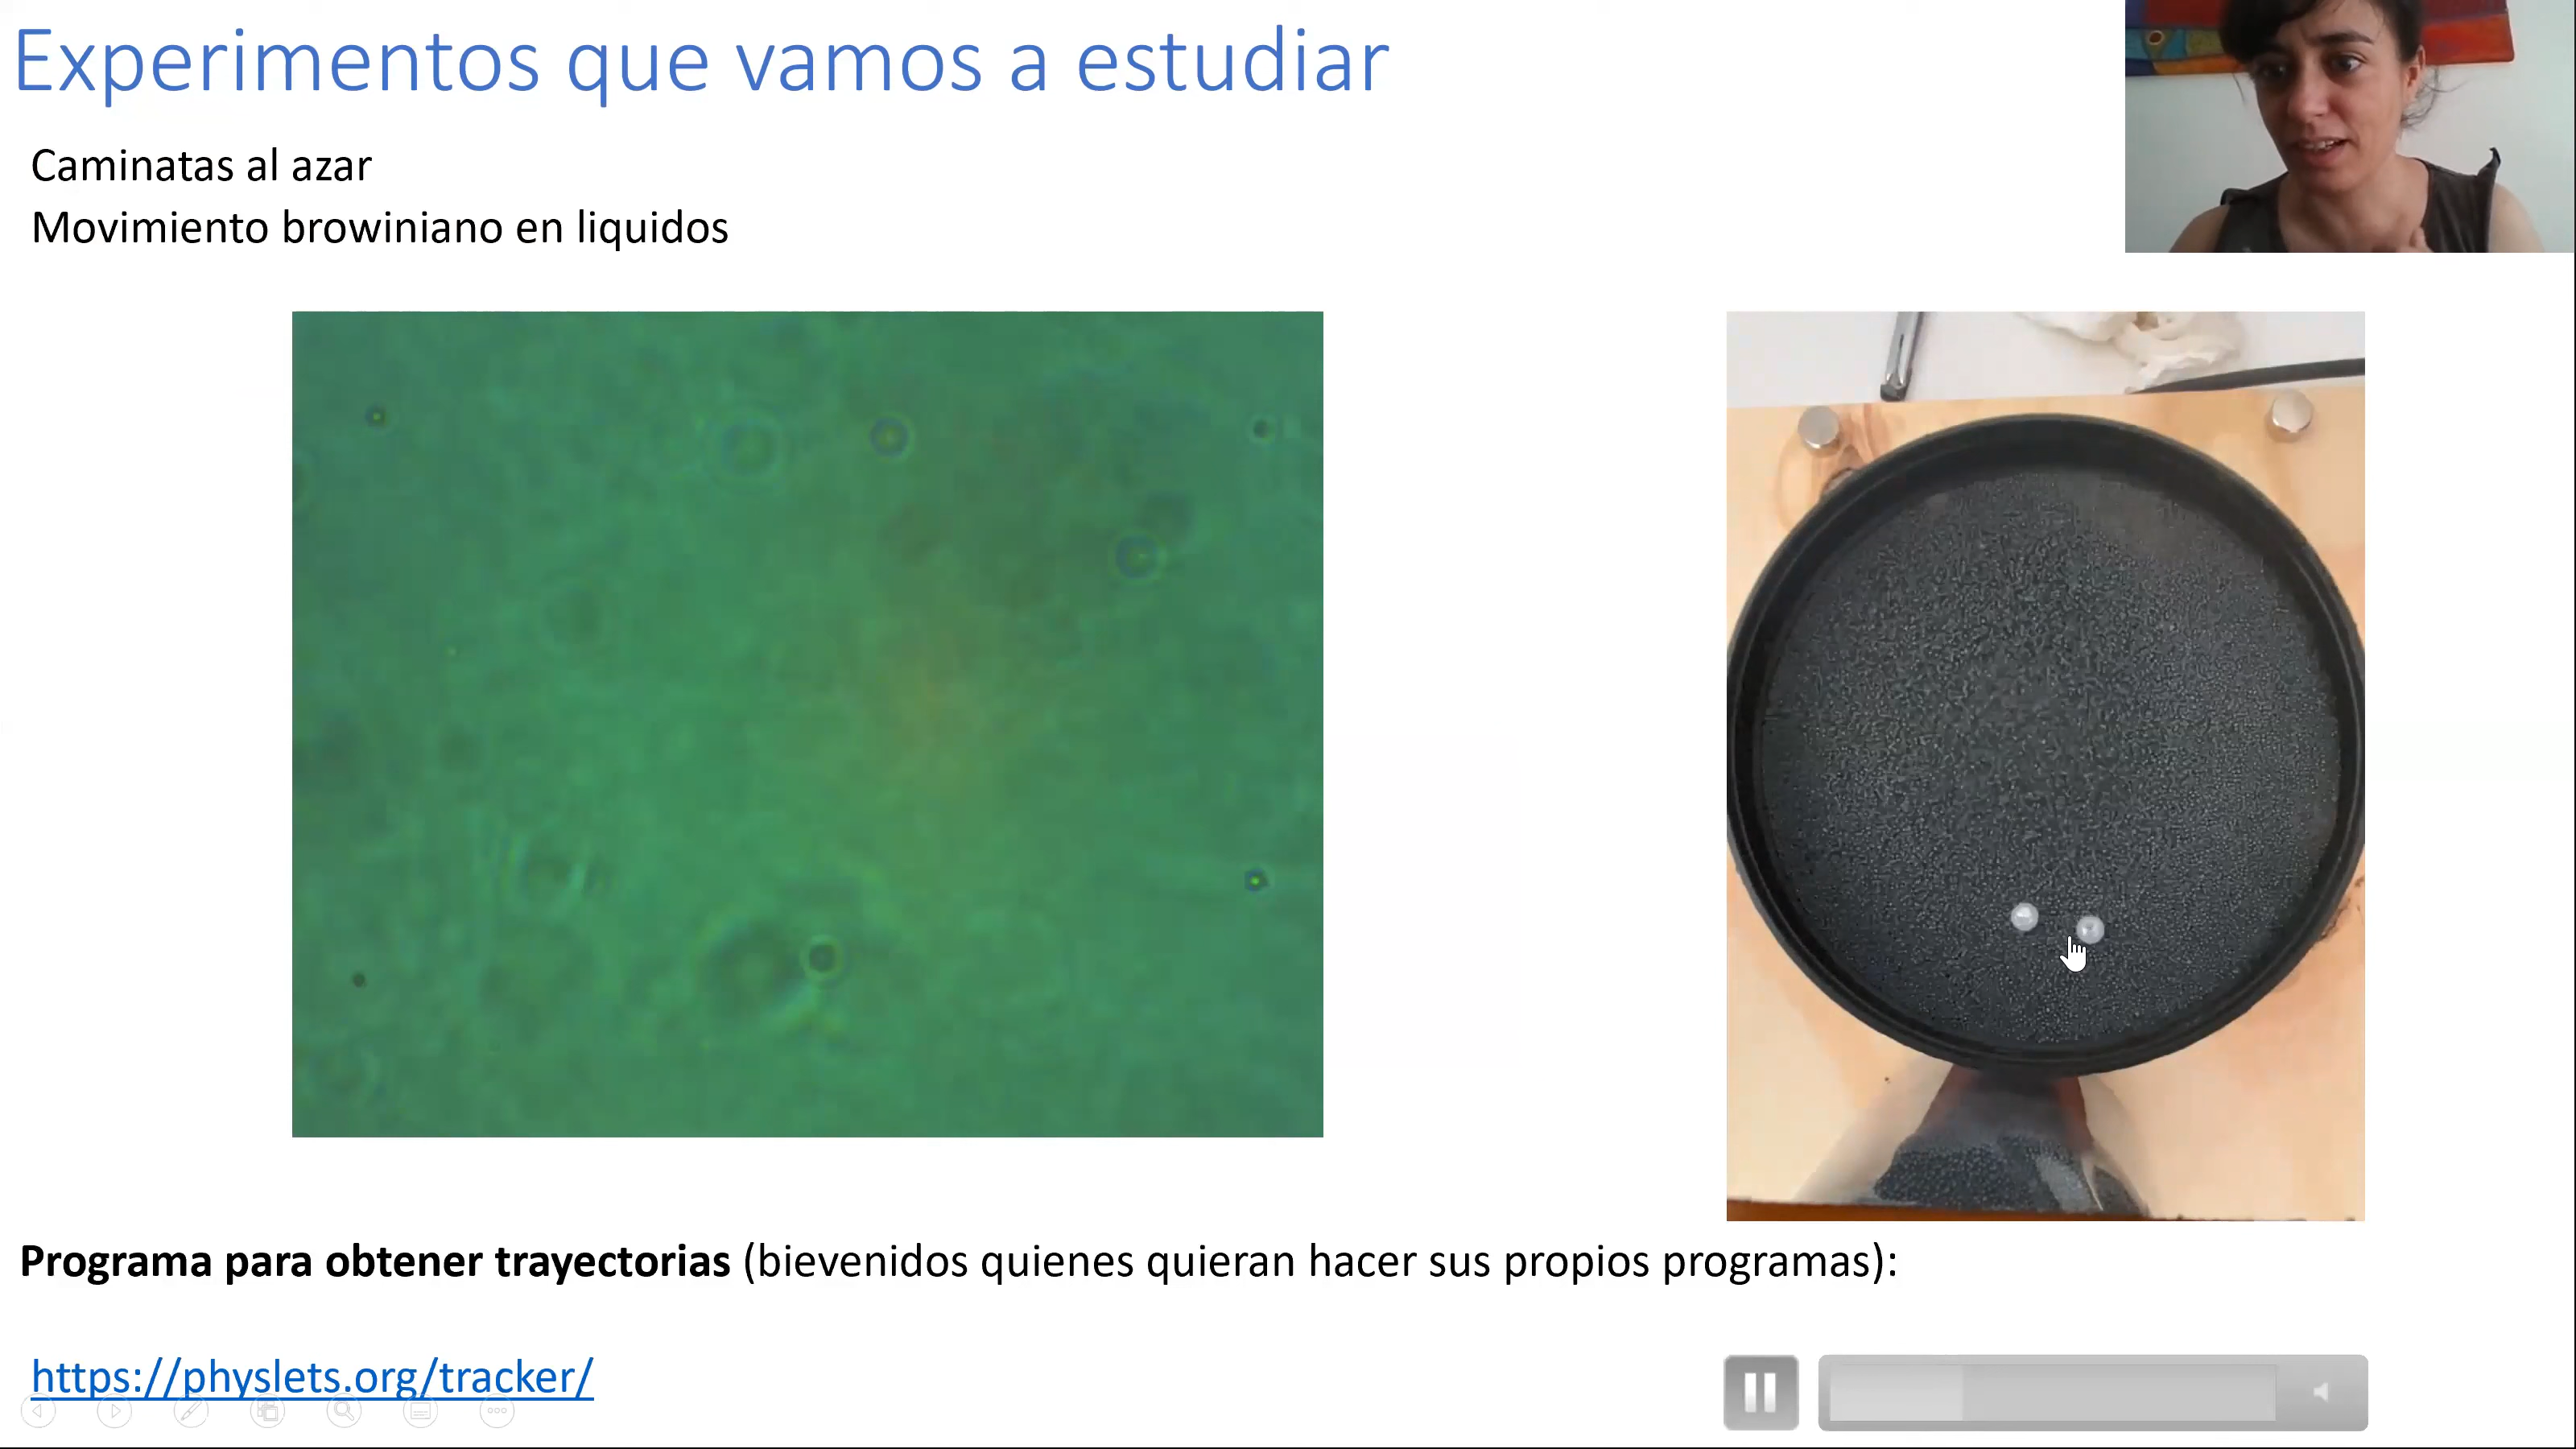 Experimentos que vamos a estudiar
Caminatas al azar
Movimiento browiniano en liquidos
Programa para obtener trayectorias (bievenidos quienes quieran hacer sus propios programas):
https://physlets.org/tracker/